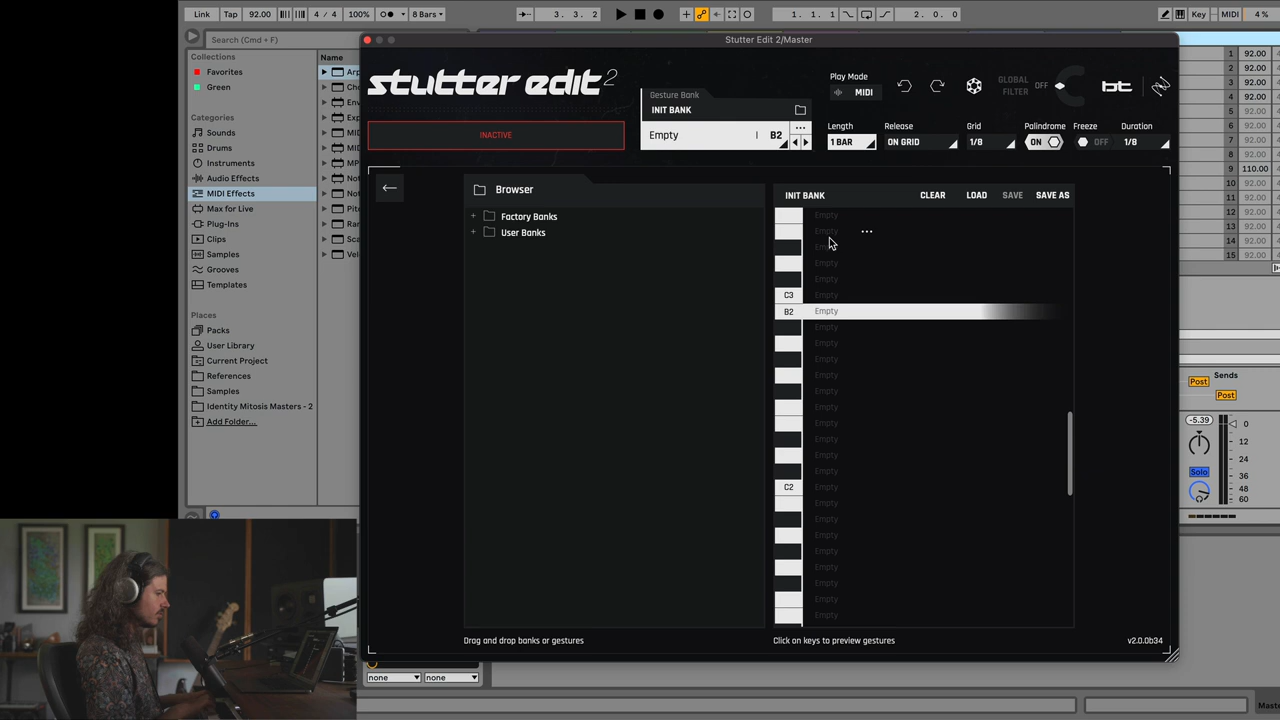 Link
Tap
92.00
4 / 4
100%
8 Bars
3. 3. 2
1. 1. 1
2. 0. 0
Key
MIDI
4 %
Search (Cmd + F)
Stutter Edit 2/Master
Collections
Favorites
Green
Categories
Sounds
Drums
Instruments
Audio Effects
MIDI Effects
Max for Live
Plug-Ins
Clips
Samples
Grooves
Templates
Places
Packs
User Library
Current Project
References
Samples
Identity Mitosis Masters - 2
Add Folder...
Name
stutter edit 2
INACTIVE
Gesture Bank
INIT BANK
Empty
B2
Play Mode
MIDI
GLOBAL
FILTER
OFF
bt
Length
1 BAR
Release
ON GRID
Grid
1/8
Palindrome
ON
Freeze
OFF
Duration
1/8
Browser
+ Factory Banks
+ User Banks
INIT BANK
CLEAR
LOAD
SAVE
SAVE AS
Empty
Empty
Empty
Empty
Empty
C3 Empty
B2 Empty
Empty
Empty
Empty
Empty
Empty
Empty
Empty
Empty
Empty
Empty
C2 Empty
Empty
Empty
Empty
Empty
Empty
Empty
Empty
Empty
Drag and drop banks or gestures
Click on keys to preview gestures
v2.0.0b34
1 92.00
2 92.00
3 92.00
4 92.00
5 92.00
6 92.00
7 92.00
8 92.00
9 110.00
10 92.00
11 92.00
12 92.00
13 92.00
14 92.00
15 92.00
Sends
Post
Post
-5.39
0
12
24
36
48
60
Solo
none
none